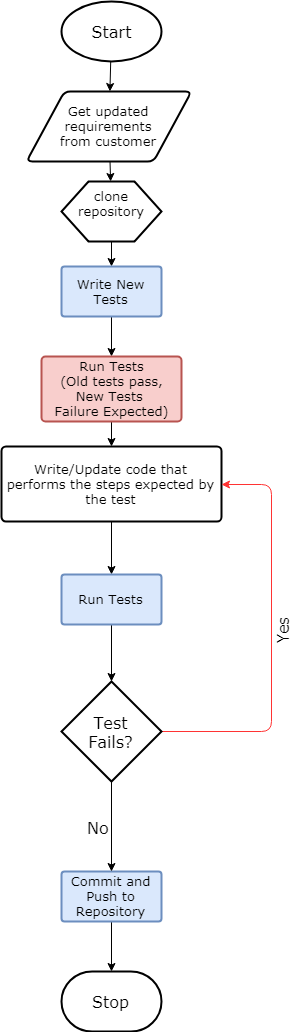 Start
Get updated
requirements
from customer
clone
repository
Write New
Tests
Run Tests
(Old tests pass,
New Tests
Failure Expected)
Write/Update code that
performs the steps expected by
the test
Run Tests
Test
Fails?
Yes
No
Commit and
Push to
Repository
Stop